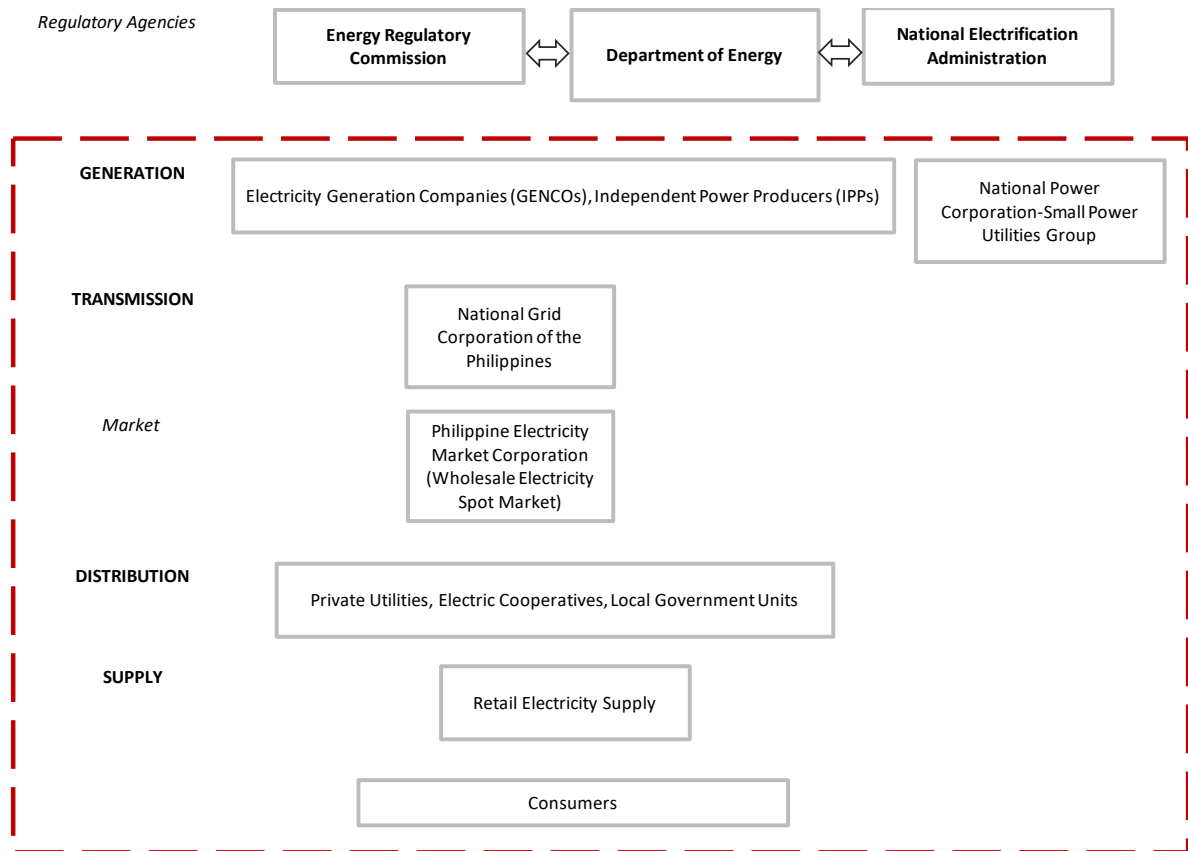 Regulatory Agencies
Energy Regulatory
Commission
Department of Energy
National Electrification
Administration
GENERATION
Electricity Generation Companies (GENCOs), Independent Power Producers (IPPs)
National Power
Corporation-Small Power
Utilities Group
TRANSMISSION
National Grid
Corporation of the
Philippines
Market
Philippine Electricity
Market Corporation
(Wholesale Electricity
Spot Market)
DISTRIBUTION
Private Utilities, Electric Cooperatives, Local Government Units
SUPPLY
Retail Electricity Supply
Consumers